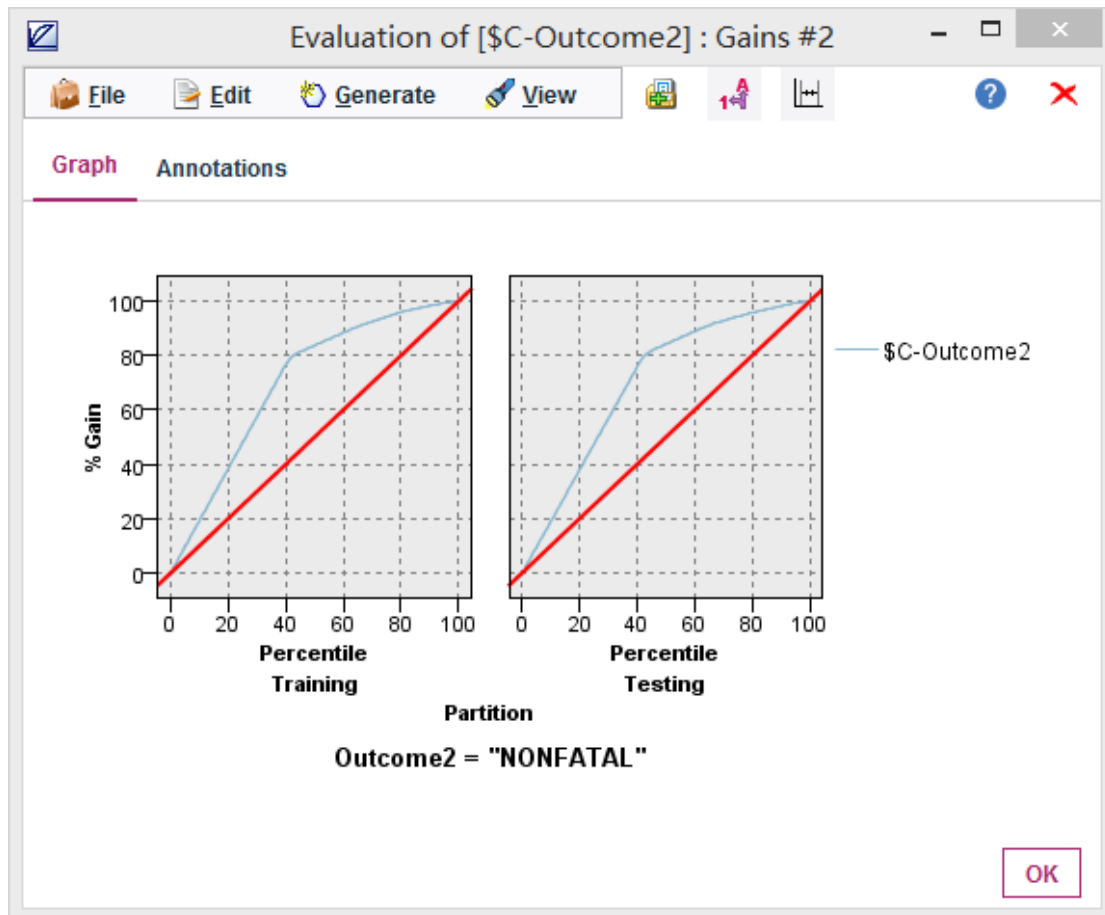 Evaluation of [$C-Outcome2] : Gains #2
File Edit Generate View
Graph Annotations
100
80
60
40
20
0
% Gain
$C-Outcome2
0 20 40 60 80 100 0 20 40 60 80 100
Percentile Percentile
Training Testing
Partition
Outcome2 = "NONFATAL"
OK